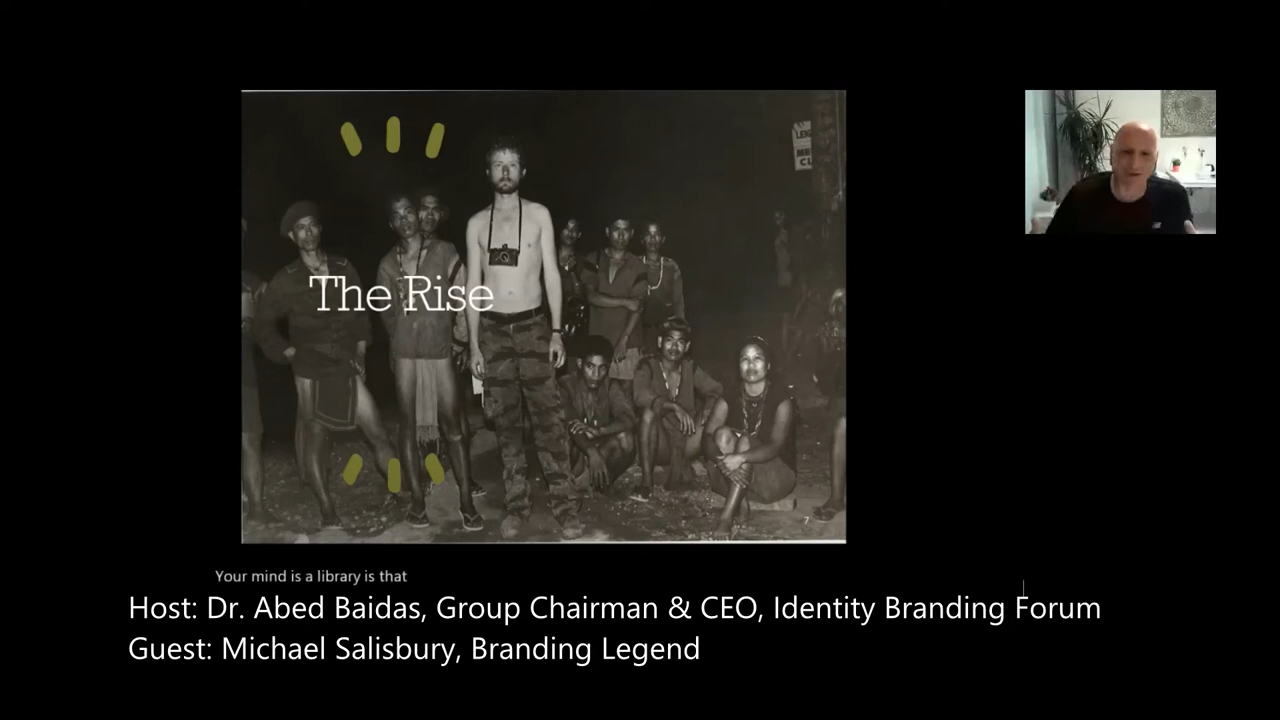 The Rise
7
Your mind is a library is that
Host: Dr. Abed Baidas, Group Chairman & CEO, Identity Branding Forum
Guest: Michael Salisbury, Branding Legend